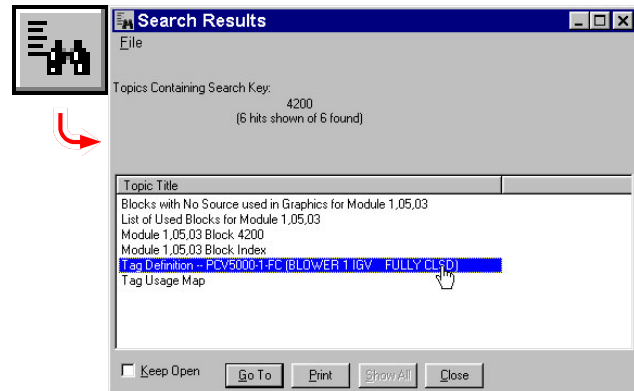 Search Results
File
Topics Containing Search Key:
4200
(6 hits shown of 6 found)
Topic Title
Blocks with No Source used in Graphics for Module 1,05,03
List of Used Blocks for Module 1,05,03
Module 1,05,03 Block 4200
Module 1,05,03 Block Index
Tag Definition -- PCV5000-1-FC (BLOWER 1 IGV FULLY CLSD)
Tag Usage Map
Keep Open Go To Print Show All Close